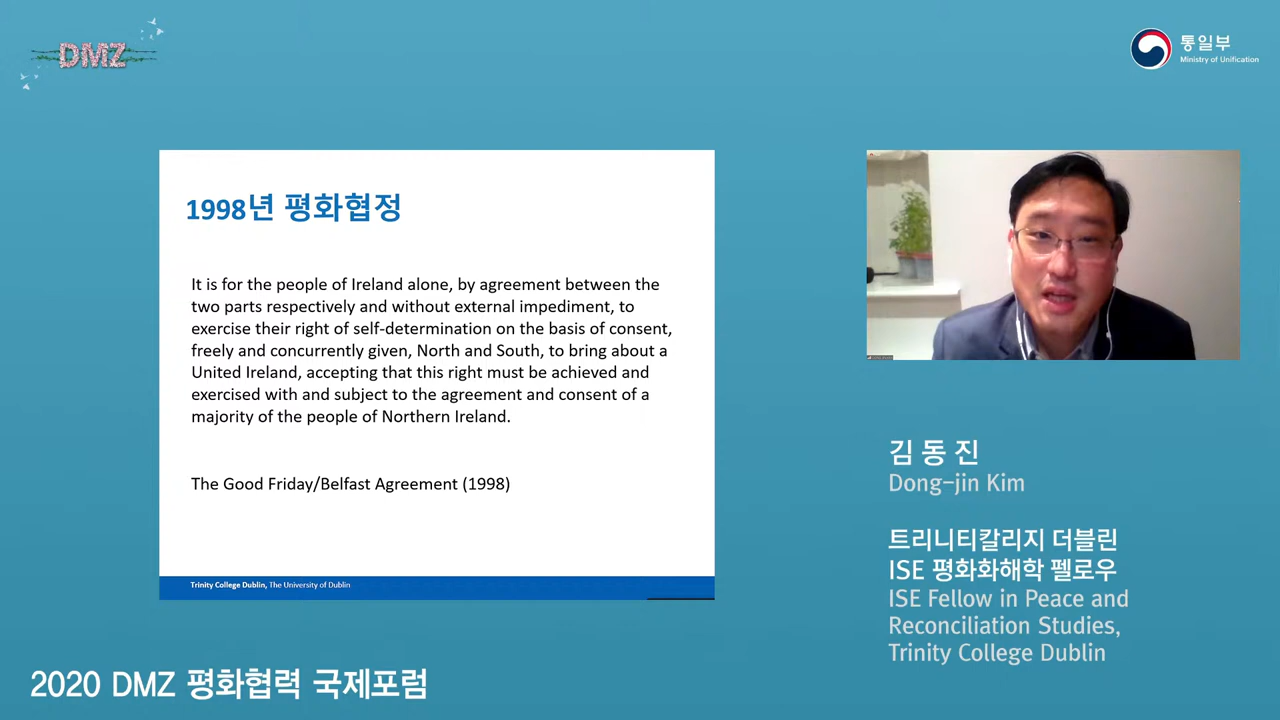 DMZ
통일부
Ministry of Unification
1998년 평화협정
It is for the people of Ireland alone, by agreement between the
two parts respectively and without external impediment, to
exercise their right of self-determination on the basis of consent,
freely and concurrently given, North and South, to bring about a
United Ireland, accepting that this right must be achieved and
exercised with and subject to the agreement and consent of a
majority of the people of Northern Ireland.
The Good Friday/Belfast Agreement (1998)
Trinity College Dublin, The University of Dublin
김동진
Dong-jin Kim
트리니티칼리지 더블린
ISE 평화화해학 펠로우
ISE Fellow in Peace and
Reconciliation Studies,
Trinity College Dublin
2020 DMZ 평화협력 국제포럼